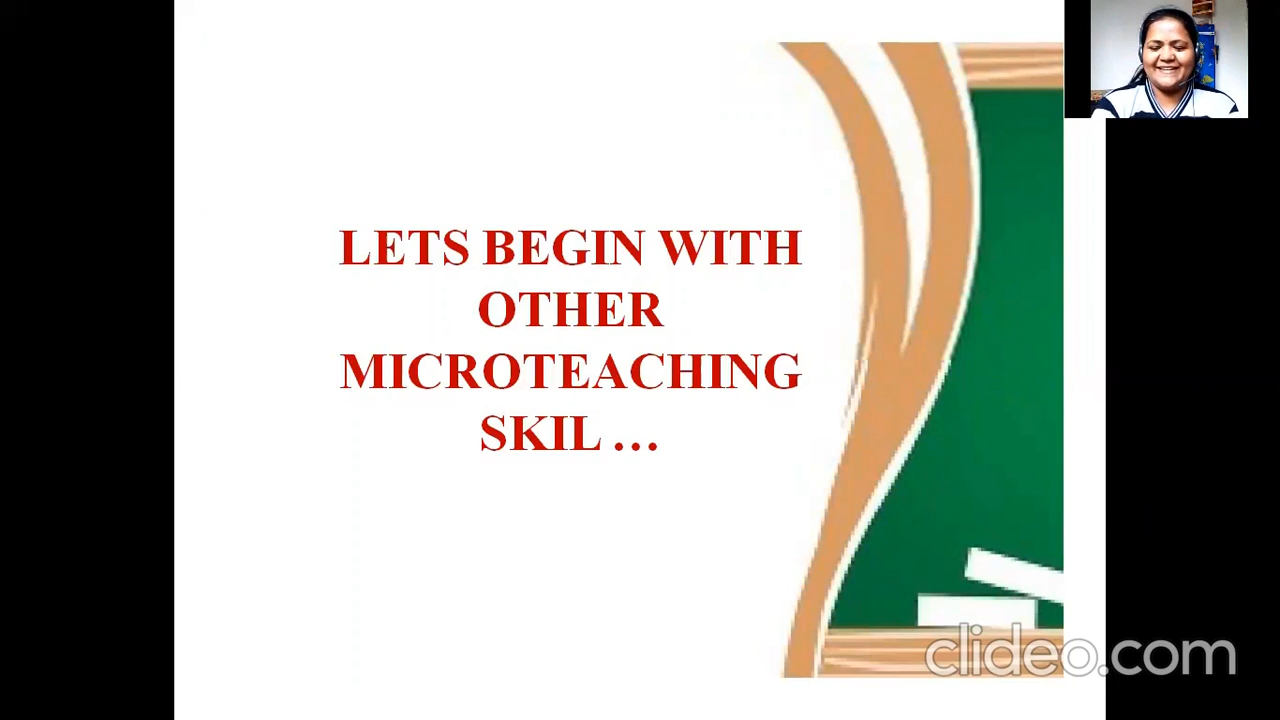 LETS BEGIN WITH
OTHER
MICROTEACHING
SKIL ...
clideo.com